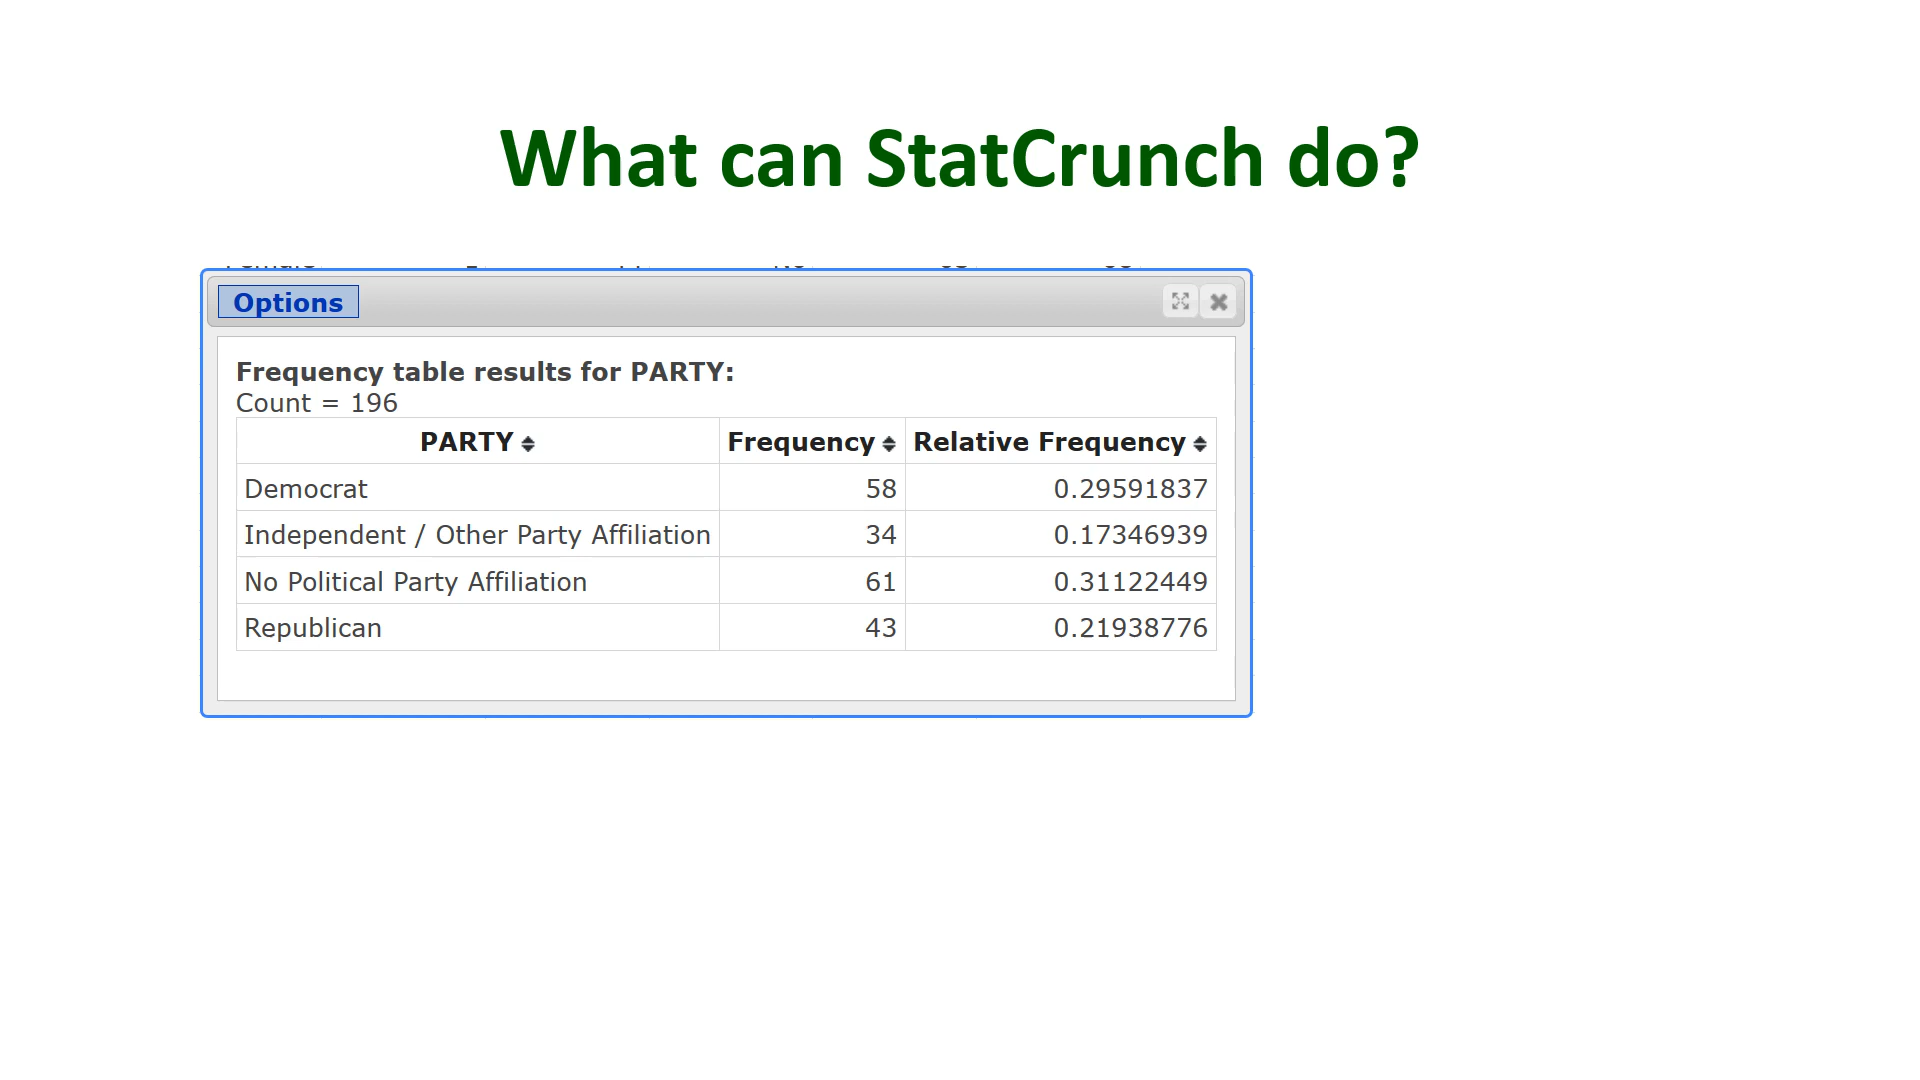 What can StatCrunch do?
Options
Frequency table results for PARTY:
Count = 196
PARTY Frequency Relative Frequency
Democrat 58 0.29591837
Independent / Other Party Affiliation 34 0.17346939
No Political Party Affiliation 61 0.31122449
Republican 43 0.21938776